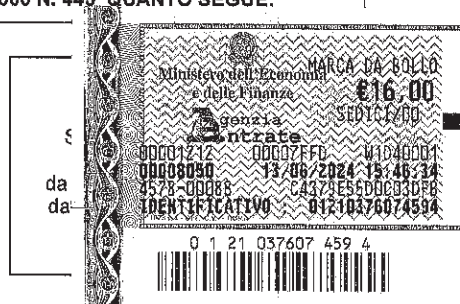 000 N. 445 QUANTO SEGUE:
Ministero dell'Economia
e delle Finanze
MARCA DA BOLLO
€16,00
SEDICI/00
Agenzia
Entrate
00001212 00007FFD W1D40001
00008050 13/06/2024 15:46:34
4578-00088 C4379E55D0C03DFB
IDENTIFICATIVO : 01210376074594
0 1 21 037607 459 4
da
da